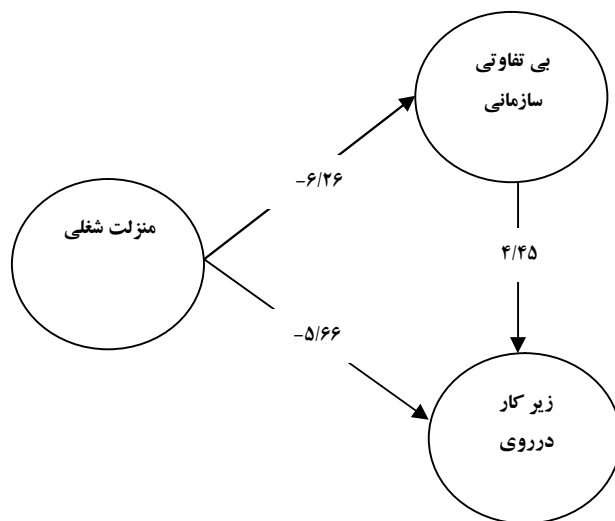 بی تفاوتی
سازمانی
-۶/۲۶
منزلت شغلی
۴/۴۵
-۵/۶۶
زیر کار
درروی